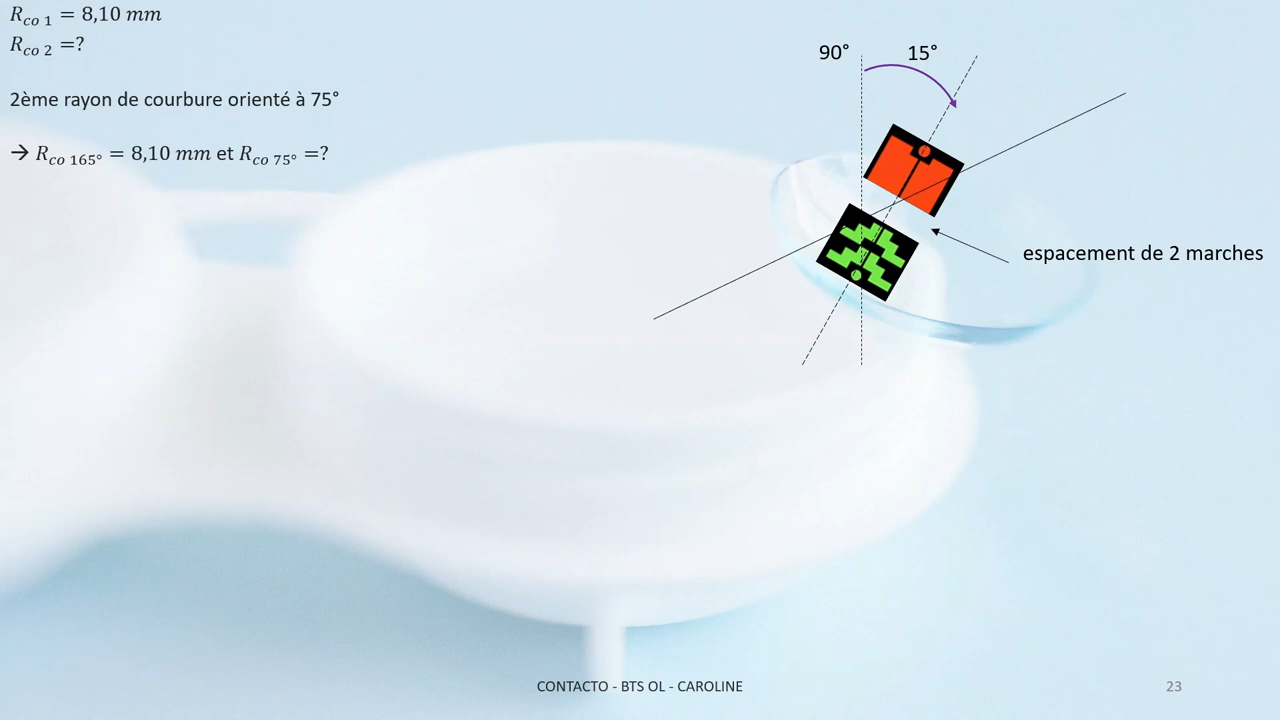 R_co 1 = 8,10 mm
R_co 2 =?
2ème rayon de courbure orienté à 75°
→ R_co 165° = 8,10 mm et R_co 75° =?
90°
15°
espacement de 2 marches
CONTACTO - BTS OL - CAROLINE
23